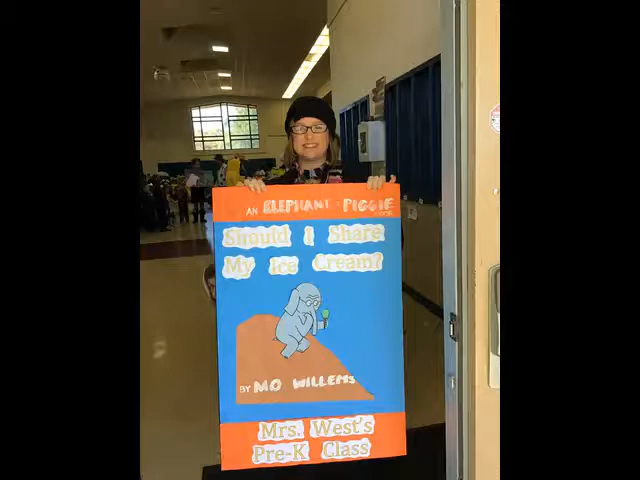 AN ELEPHANT & PIGGIE
Should I Share
My Ice Cream?
BY MO WILLEMS
Mrs. West's
Pre-K Class